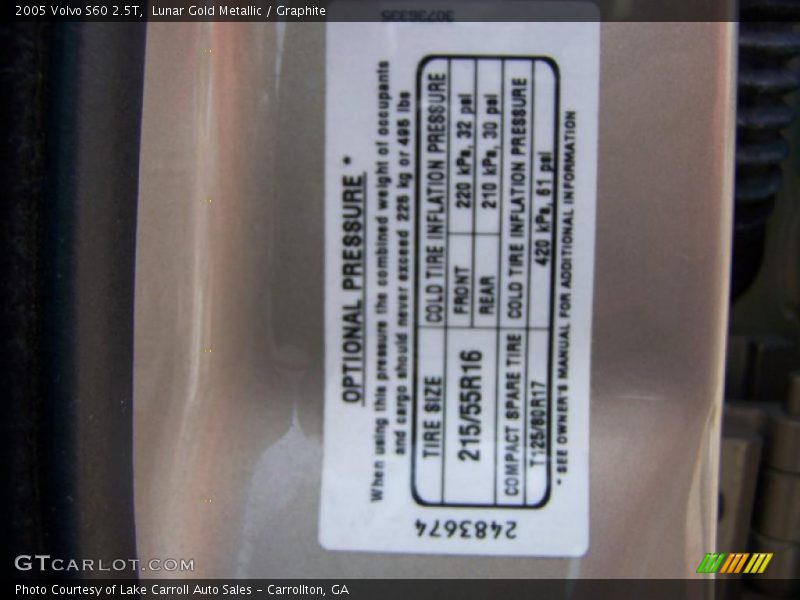 2005 Volvo S60 2.5T, Lunar Gold Metallic / Graphite
30736335
OPTIONAL PRESSURE *
When using this pressure the combined weight of occupants
and cargo should never exceed 225 kg or 495 lbs
TIRE SIZE COLD TIRE INFLATION PRESSURE
215/55R16 FRONT 220 kPa, 32 psi
REAR 210 kPa, 30 psi
COMPACT SPARE TIRE COLD TIRE INFLATION PRESSURE
T125/80R17 420 kPa, 61 psi
* SEE OWNER'S MANUAL FOR ADDITIONAL INFORMATION
2483674
GTCARLOT.COM
Photo Courtesy of Lake Carroll Auto Sales - Carrollton, GA